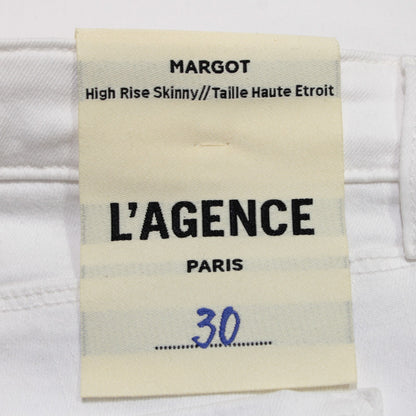 MARGOT
High Rise Skinny//Taille Haute Etroit
L'AGENCE
PARIS
30